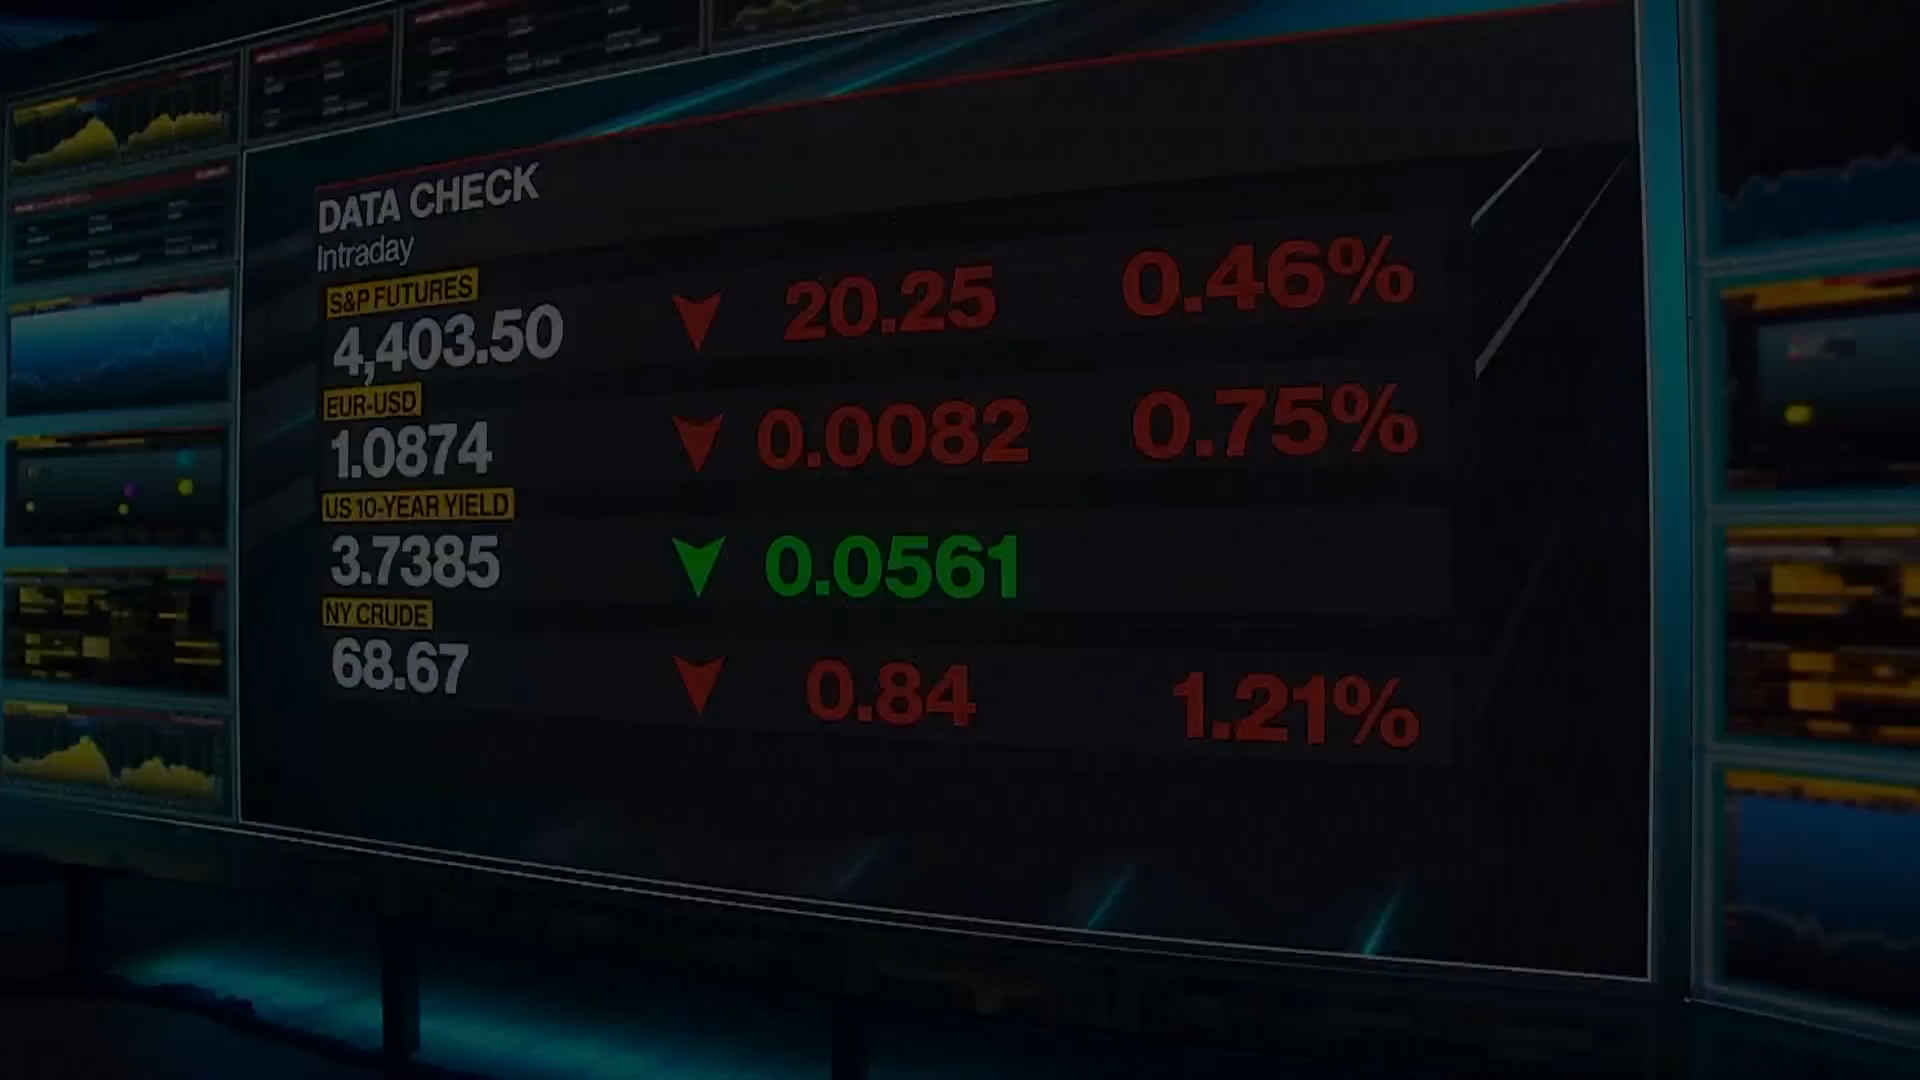 DATA CHECK
Intraday
S&P FUTURES
4,403.50 20.25 0.46%
EUR-USD
1.0874 0.0082 0.75%
US 10-YEAR YIELD
3.7385 0.0561
NY CRUDE
68.67 0.84 1.21%